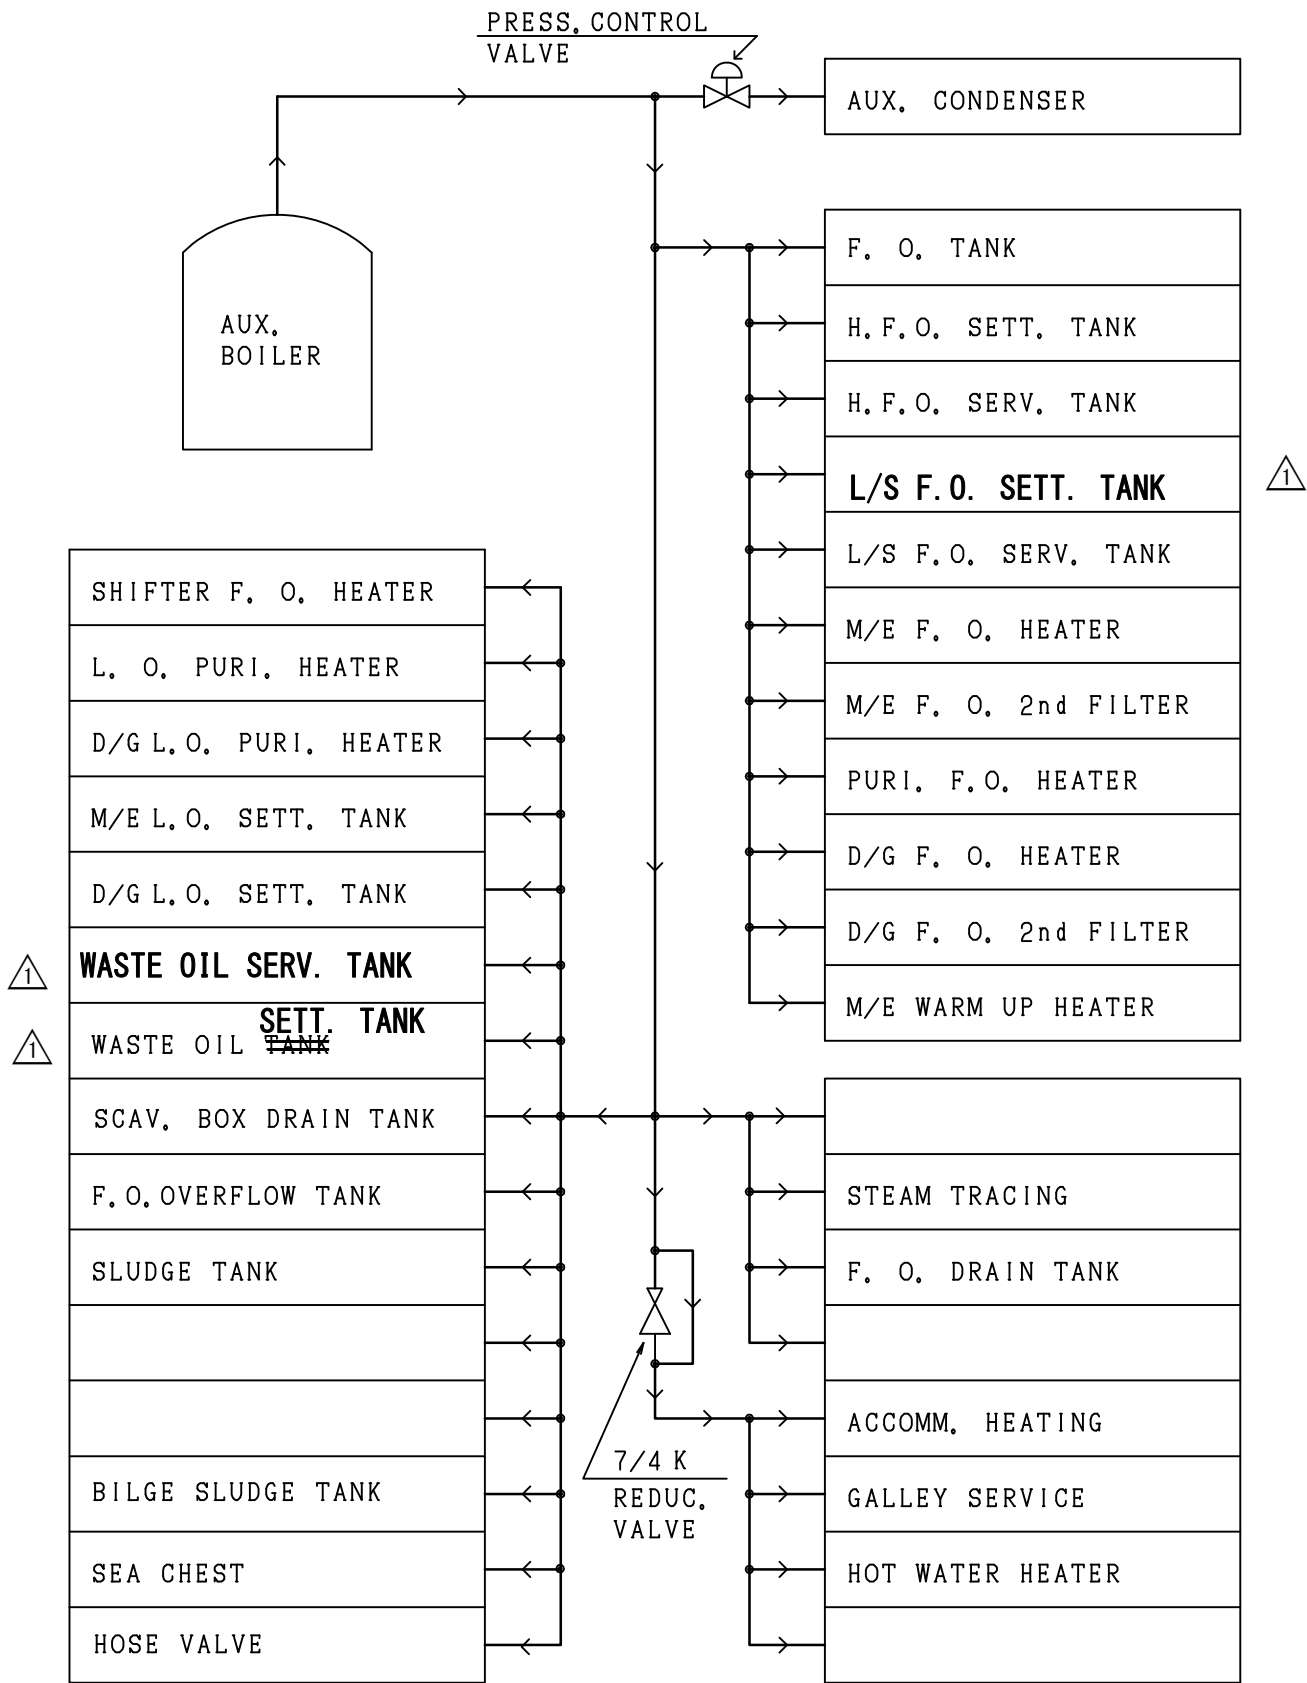 PRESS. CONTROL
VALVE
AUX. CONDENSER
AUX.
BOILER
F. O. TANK
H.F.O. SETT. TANK
H.F.O. SERV. TANK
L/S F.O. SETT. TANK
1
L/S F.O. SERV. TANK
M/E F. O. HEATER
M/E F. O. 2nd FILTER
PURI. F.O. HEATER
D/G F. O. HEATER
D/G F. O. 2nd FILTER
M/E WARM UP HEATER
SHIFTER F. O. HEATER
L. O. PURI. HEATER
D/G L.O. PURI. HEATER
M/E L.O. SETT. TANK
D/G L.O. SETT. TANK
1
WASTE OIL SERV. TANK
SETT. TANK
1
WASTE OIL TANK
SCAV. BOX DRAIN TANK
F.O.OVERFLOW TANK
SLUDGE TANK
BILGE SLUDGE TANK
SEA CHEST
HOSE VALVE
STEAM TRACING
F. O. DRAIN TANK
7/4 K
REDUC.
VALVE
ACCOMM. HEATING
GALLEY SERVICE
HOT WATER HEATER